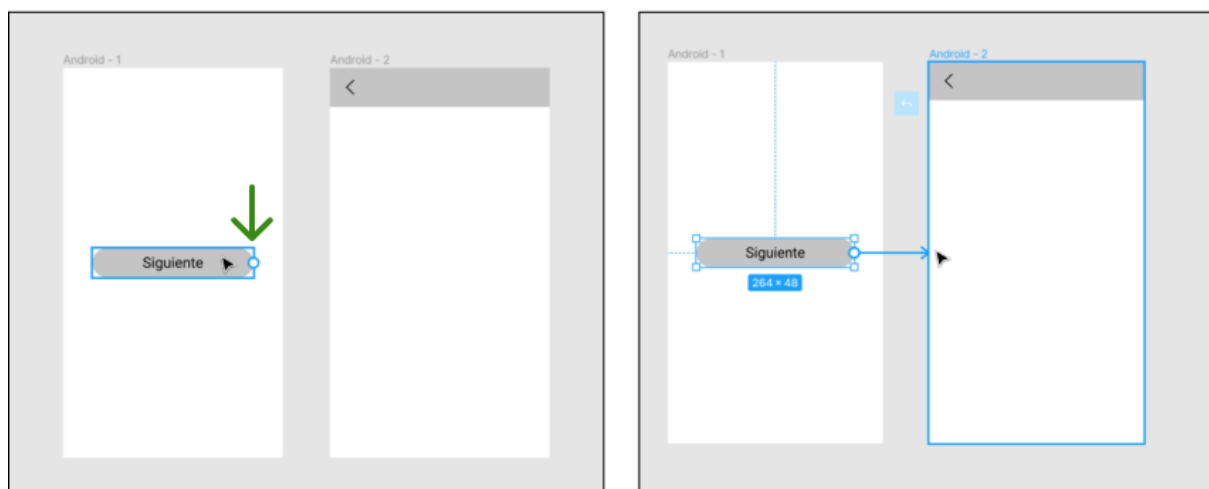 Android - 1
Android - 2
Siguiente
Android - 1
Android - 2
Siguiente
264 × 48